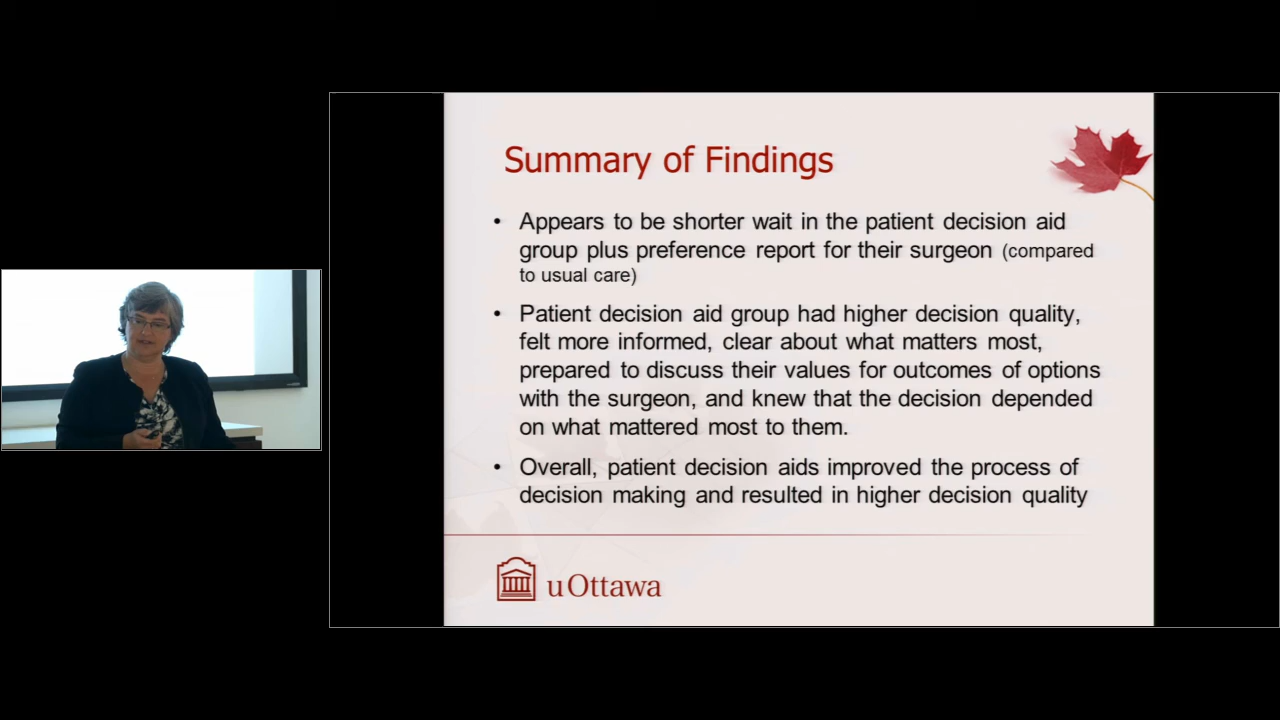 Summary of Findings
• Appears to be shorter wait in the patient decision aid
group plus preference report for their surgeon (compared
to usual care)
• Patient decision aid group had higher decision quality,
felt more informed, clear about what matters most,
prepared to discuss their values for outcomes of options
with the surgeon, and knew that the decision depended
on what mattered most to them.
• Overall, patient decision aids improved the process of
decision making and resulted in higher decision quality
uOttawa